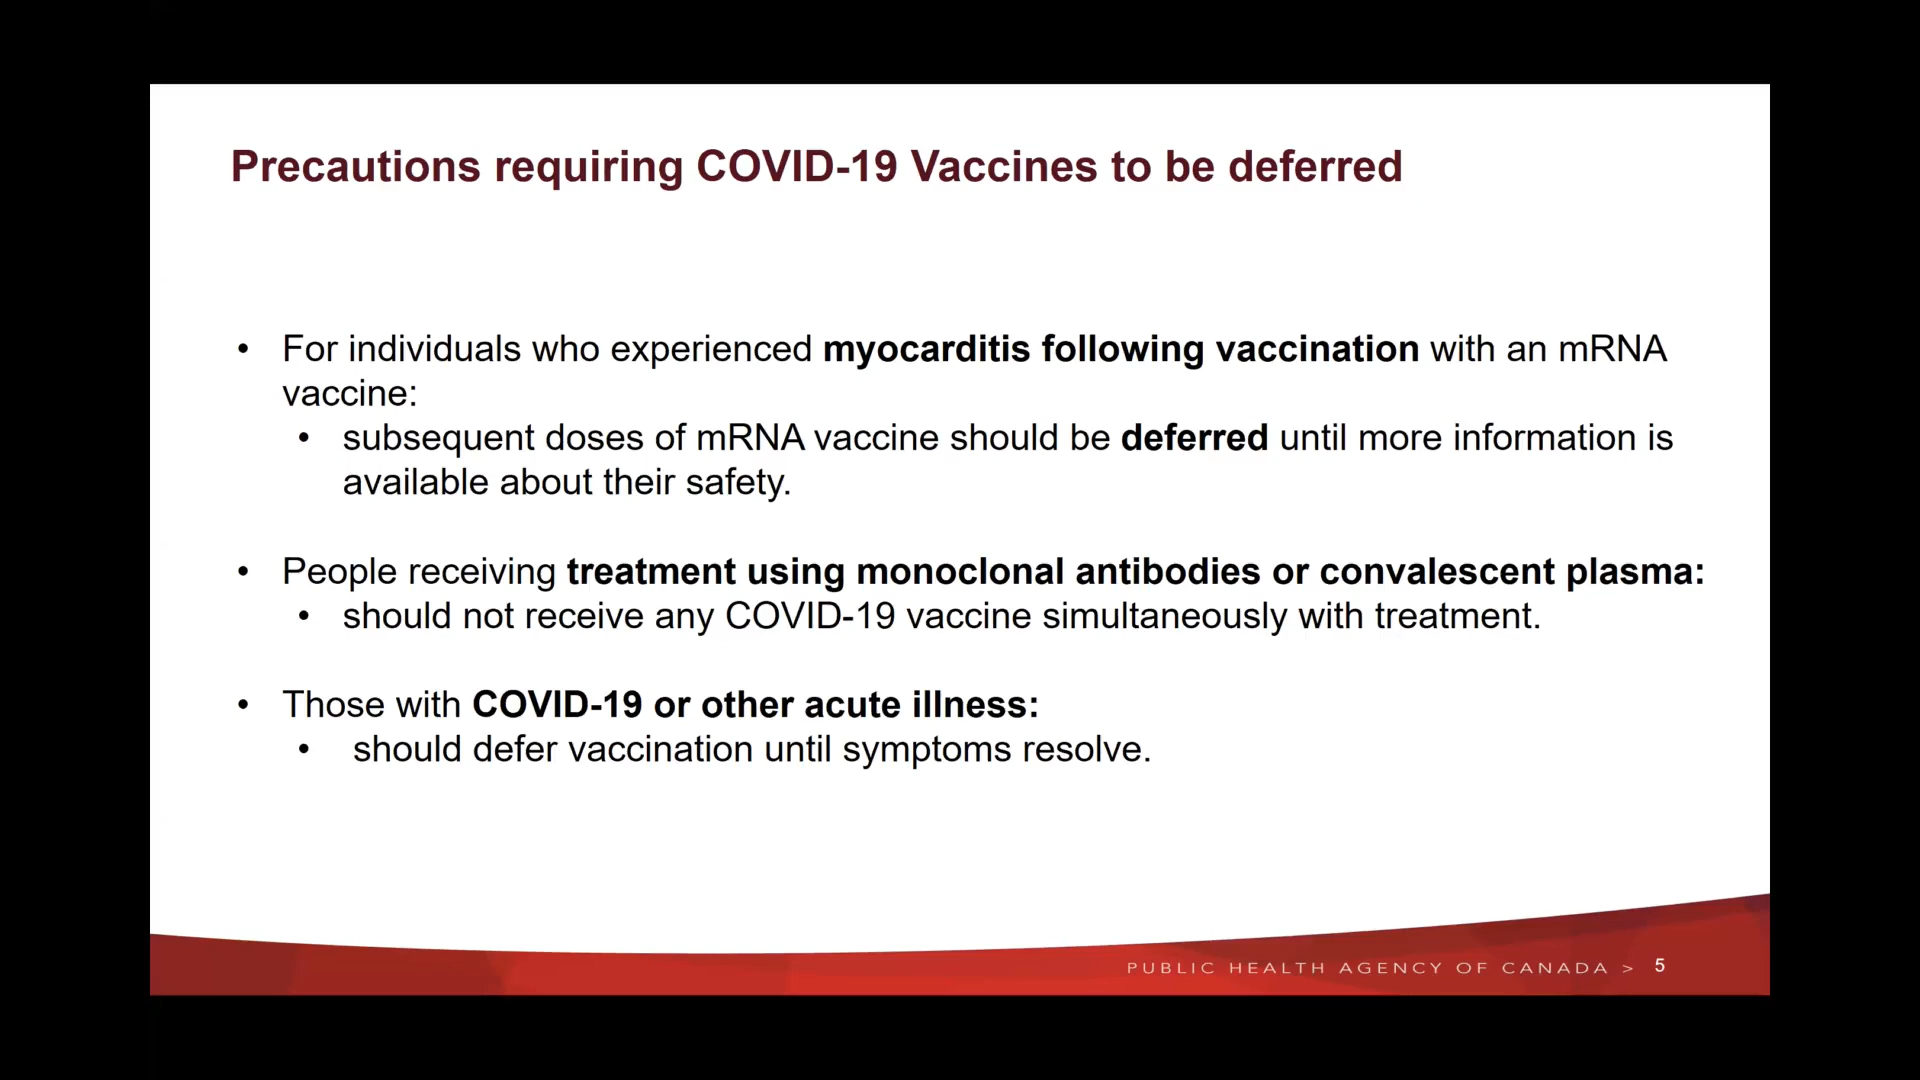 Precautions requiring COVID-19 Vaccines to be deferred
• For individuals who experienced myocarditis following vaccination with an mRNA
vaccine:
• subsequent doses of mRNA vaccine should be deferred until more information is
available about their safety.
• People receiving treatment using monoclonal antibodies or convalescent plasma:
• should not receive any COVID-19 vaccine simultaneously with treatment.
• Those with COVID-19 or other acute illness:
• should defer vaccination until symptoms resolve.
PUBLIC HEALTH AGENCY OF CANADA > 5